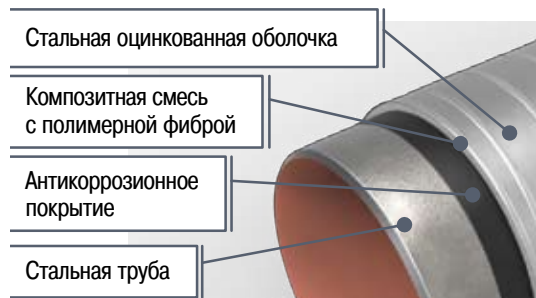 Стальная оцинкованная оболочка
Композитная смесь
с полимерной фиброй
Антикоррозионное
покрытие
Стальная труба